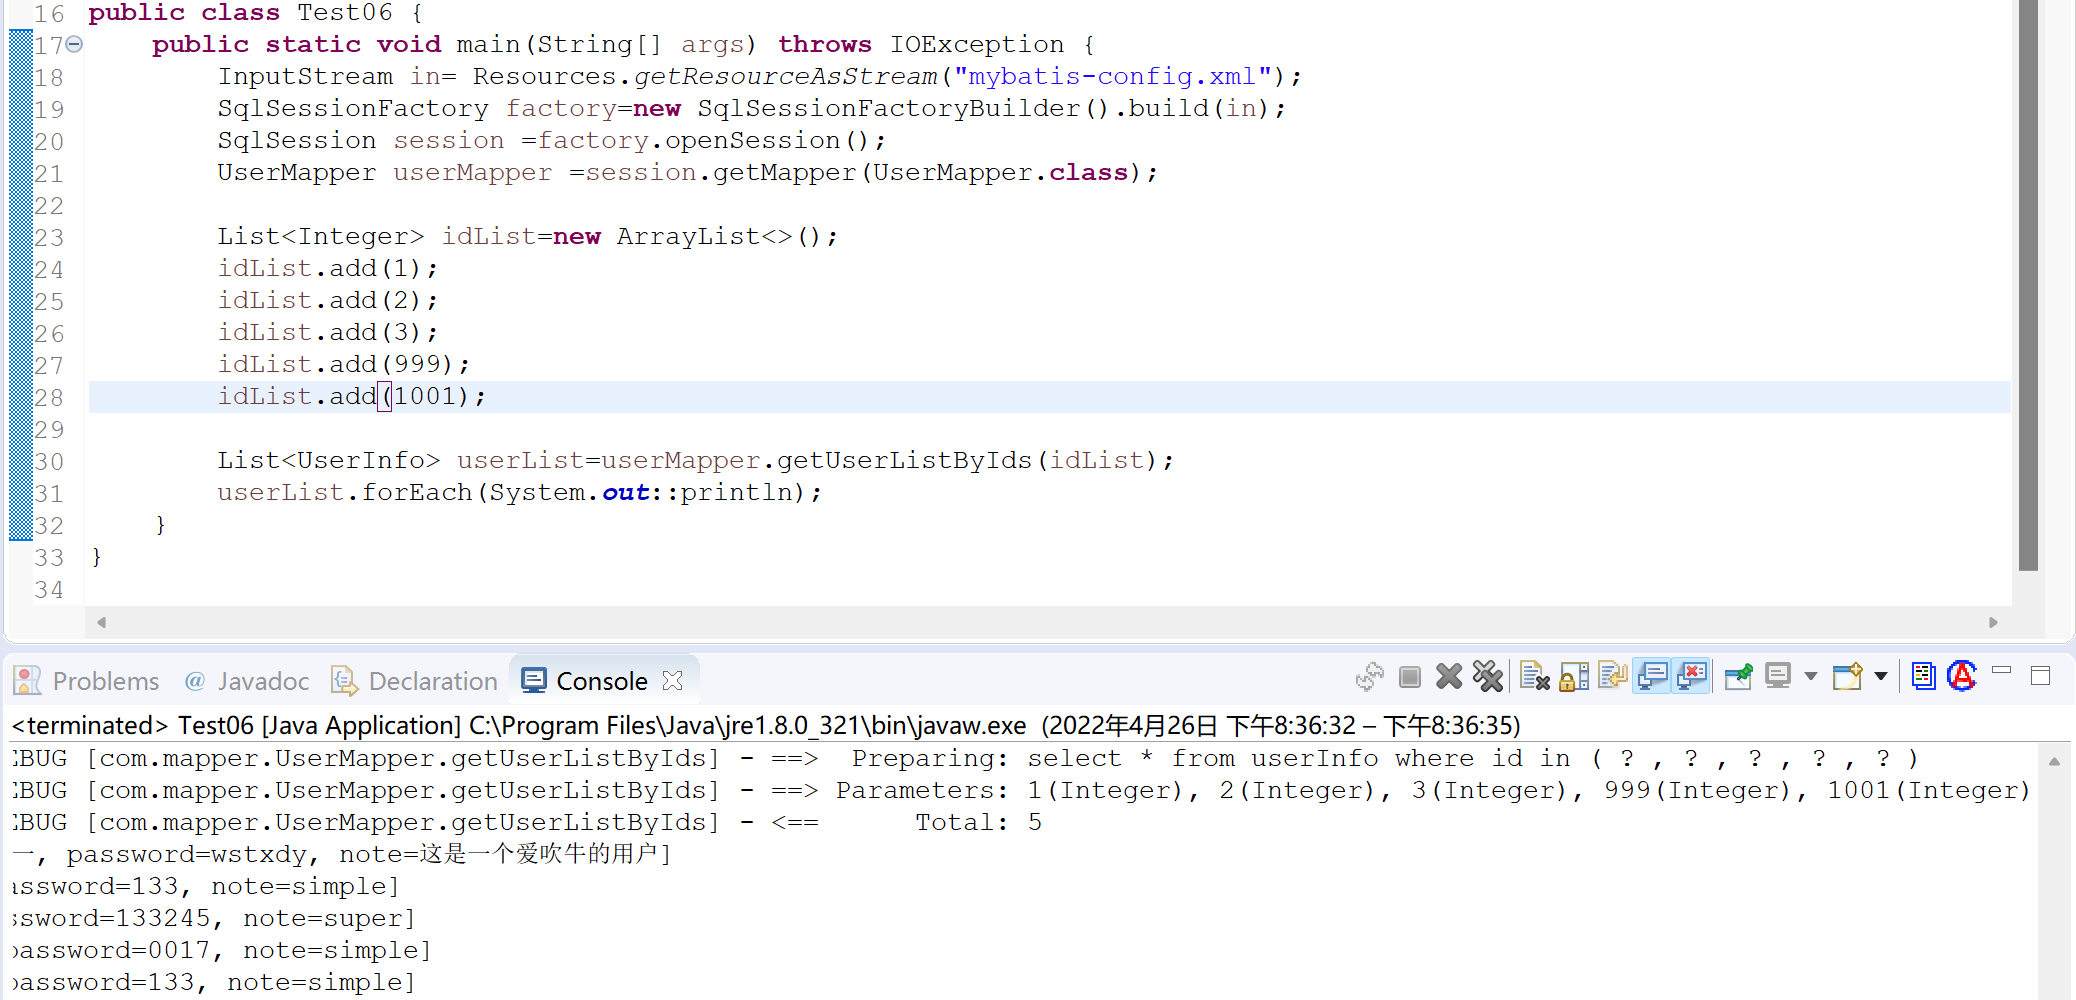 16 public class Test06 {
17 public static void main(String[] args) throws IOException {
18 InputStream in= Resources.getResourceAsStream("mybatis-config.xml");
19 SqlSessionFactory factory=new SqlSessionFactoryBuilder().build(in);
20 SqlSession session =factory.openSession();
21 UserMapper userMapper =session.getMapper(UserMapper.class);
22
23 List<Integer> idList=new ArrayList<>();
24 idList.add(1);
25 idList.add(2);
26 idList.add(3);
27 idList.add(999);
28 idList.add(1001);
29
30 List<UserInfo> userList=userMapper.getUserListByIds(idList);
31 userList.forEach(System.out::println);
32 }
33 }
34
Problems @ Javadoc Declaration Console
<terminated> Test06 [Java Application] C:\Program Files\Java\jre1.8.0_321\bin\javaw.exe (2022年4月26日 下午8:36:32 – 下午8:36:35)
EBUG [com.mapper.UserMapper.getUserListByIds] - ==> Preparing: select * from userInfo where id in ( ? , ? , ? , ? , ? )
EBUG [com.mapper.UserMapper.getUserListByIds] - ==> Parameters: 1(Integer), 2(Integer), 3(Integer), 999(Integer), 1001(Integer)
EBUG [com.mapper.UserMapper.getUserListByIds] - <== Total: 5
一, password=wstxdy, note=这是一个爱吹牛的用户]
assword=133, note=simple]
ssword=133245, note=super]
password=0017, note=simple]
password=133, note=simple]